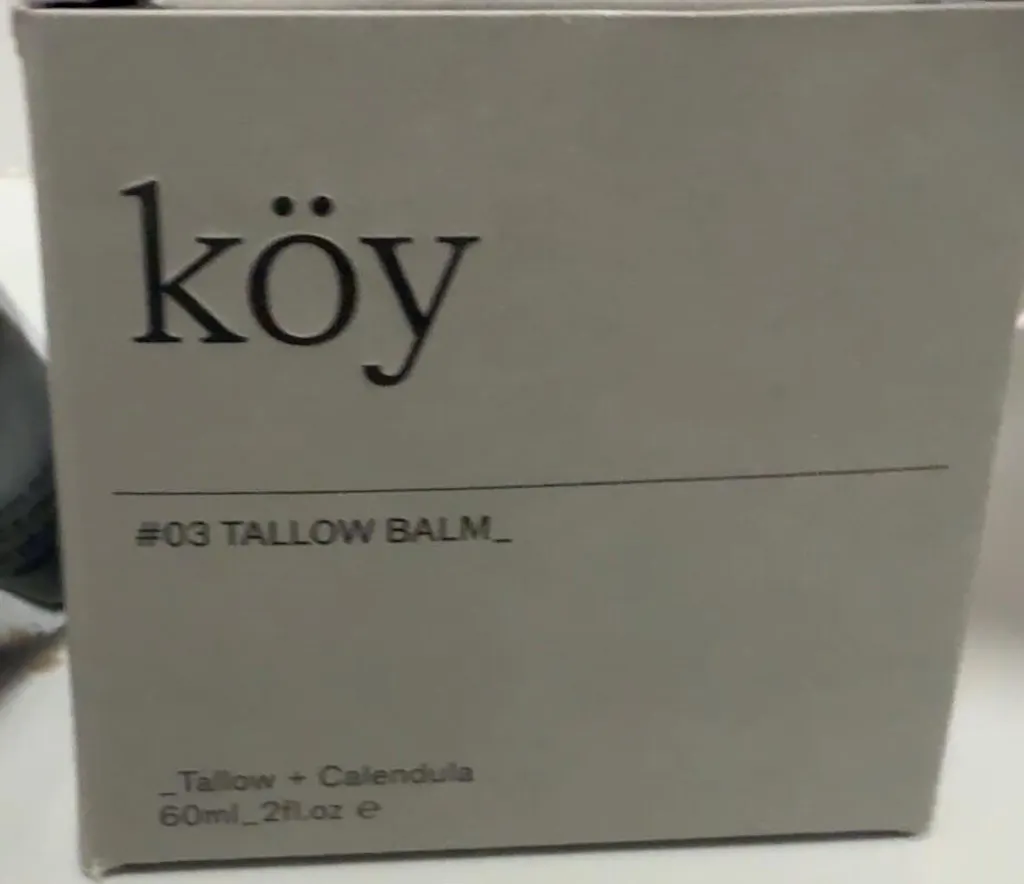 köy
#03 TALLOW BALM_
_Tallow + Calendula
60ml_2fl.oz ℮